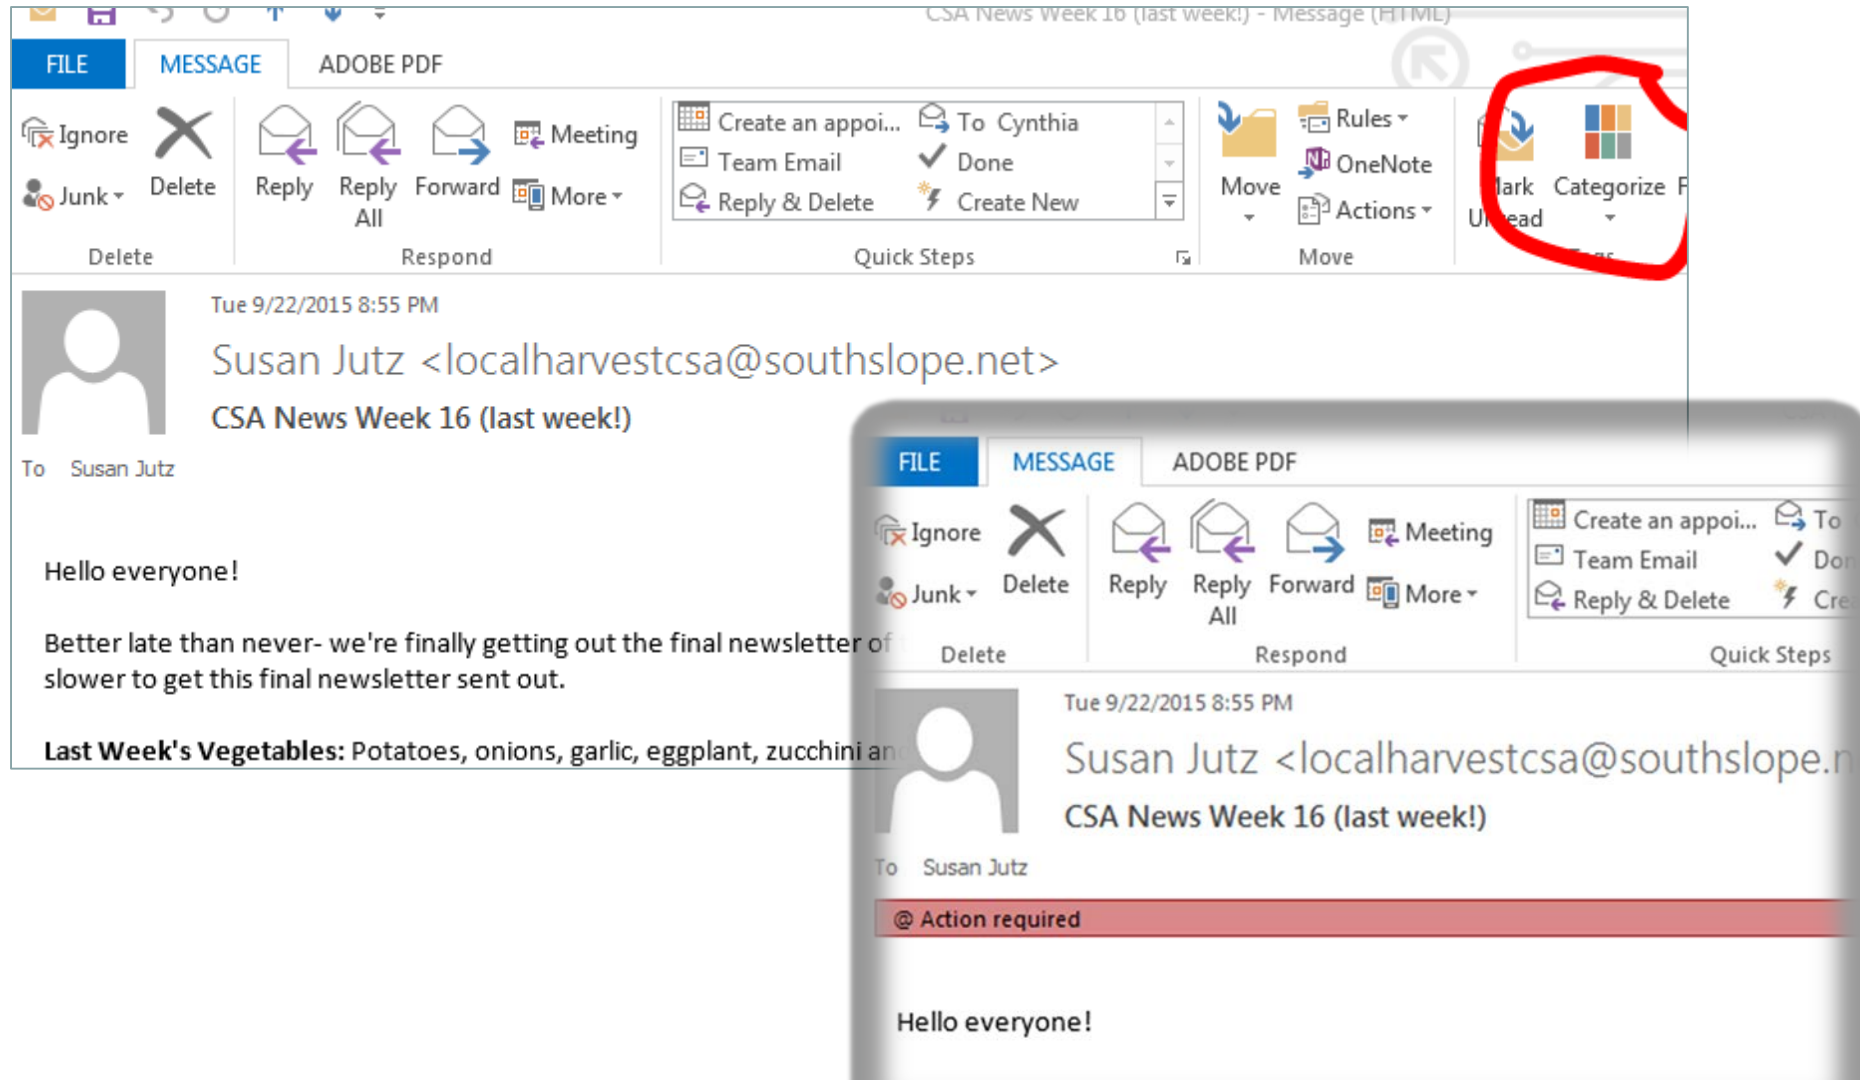 CSA News Week 16 (last week!) - Message (HTML)
FILE MESSAGE ADOBE PDF
Ignore
Junk
Delete
Reply
Reply All
Forward
Meeting
More
Create an appoi...
Team Email
Reply & Delete
To Cynthia
Done
Create New
Move
Rules
OneNote
Actions
Mark
Categorize
Delete Respond Quick Steps Move Tags
Tue 9/22/2015 8:55 PM
Susan Jutz <localharvestcsa@southslope.net>
CSA News Week 16 (last week!)
To Susan Jutz
Hello everyone!
Better late than never- we're finally getting out the final newsletter of
slower to get this final newsletter sent out.
Last Week's Vegetables: Potatoes, onions, garlic, eggplant, zucchini and
FILE MESSAGE ADOBE PDF
Ignore
Junk
Delete
Reply
Reply All
Forward
Meeting
More
Create an appoi...
Team Email
Reply & Delete
To
Don
Crea
Delete Respond Quick Steps
Tue 9/22/2015 8:55 PM
Susan Jutz <localharvestcsa@southslope.n
CSA News Week 16 (last week!)
To Susan Jutz
@ Action required
Hello everyone!